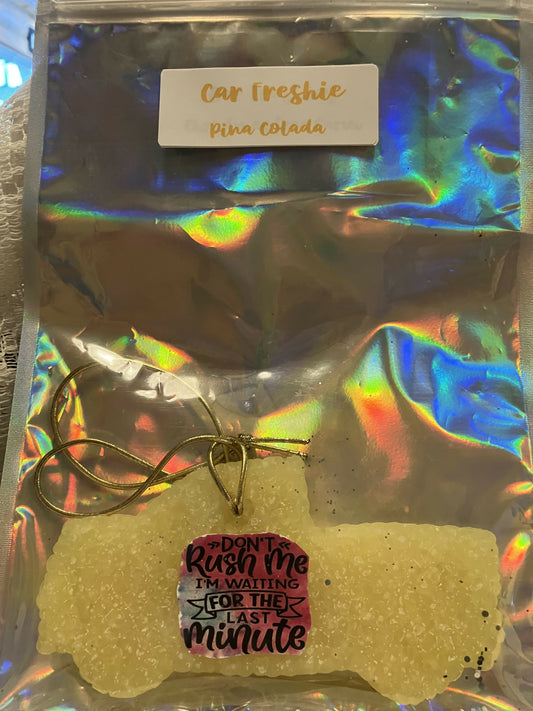 Car Freshie
Pina Colada
DON'T
Rush Me
I'M WAITING
FOR THE
LAST
minute